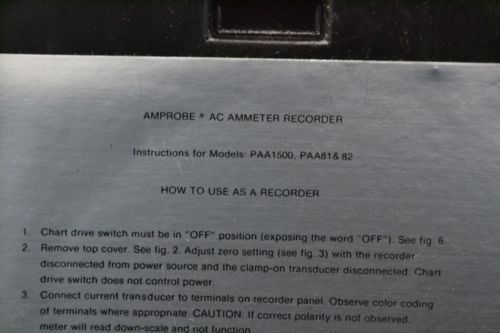 AMPROBE ® AC AMMETER RECORDER
Instructions for Models: PAA1500, PAA81 & 82
HOW TO USE AS A RECORDER
1. Chart drive switch must be in "OFF" position (exposing the word "OFF"). See fig. 6.
2. Remove top cover. See fig. 2. Adjust zero setting (see fig. 3) with the recorder
disconnected from power source and the clamp-on transducer disconnected. Chart
drive switch does not control power.
3. Connect current transducer to terminals on recorder panel. Observe color coding
of terminals where appropriate. CAUTION: If correct polarity is not observed,
meter will read down-scale and not function.